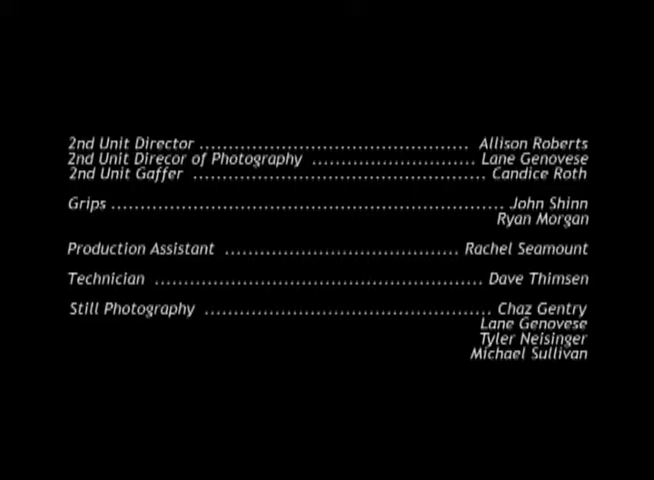 2nd Unit Director ............................................. Allison Roberts
2nd Unit Direcor of Photography ............................ Lane Genovese
2nd Unit Gaffer ................................................. Candice Roth
Grips .................................................................. John Shinn
Ryan Morgan
Production Assistant ....................................... Rachel Seamount
Technician ....................................................... Dave Thimsen
Still Photography ................................................ Chaz Gentry
Lane Genovese
Tyler Neisinger
Michael Sullivan